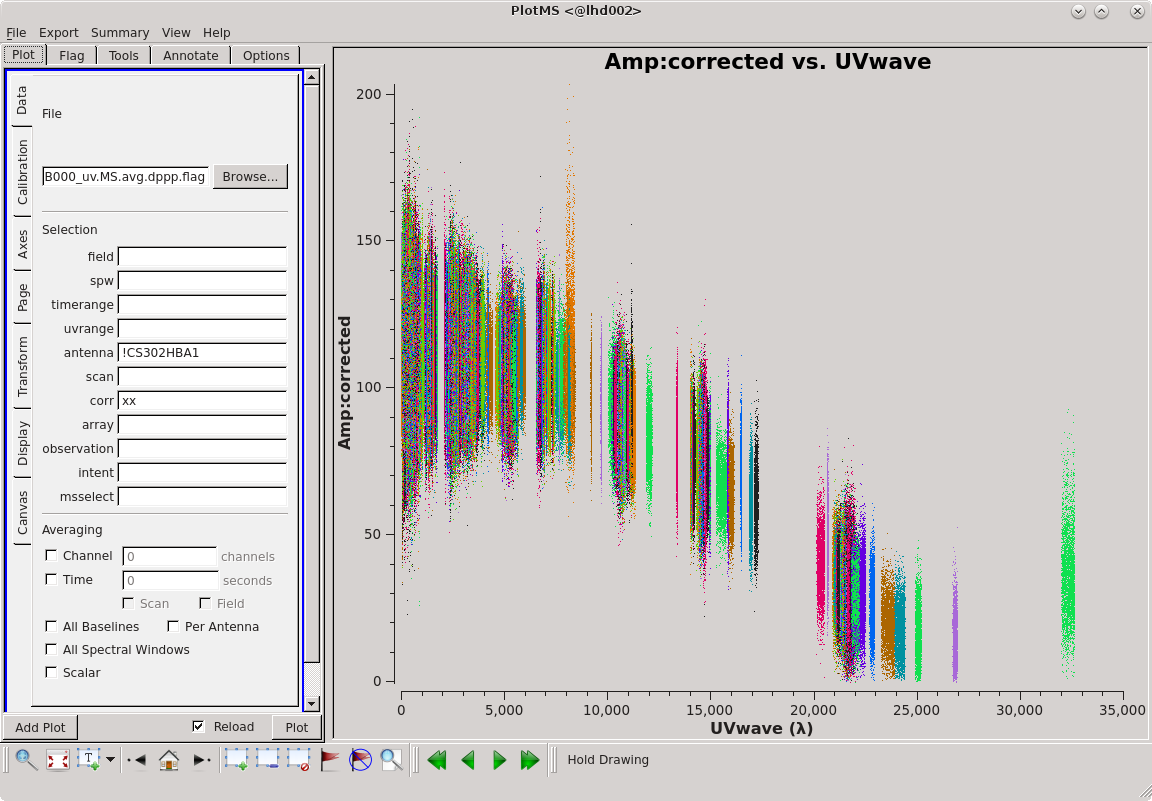 PlotMS <@lhd002>
File Export Summary View Help
Plot Flag Tools Annotate Options
Data
Calibration
Axes
Page
Transform
Display
Canvas
File
B000_uv.MS.avg.dppp.flag Browse...
Selection
field
spw
timerange
uvrange
antenna !CS302HBA1
scan
corr xx
array
observation
intent
msselect
Averaging
Channel 0 channels
Time 0 seconds
Scan Field
All Baselines Per Antenna
All Spectral Windows
Scalar
Add Plot Reload Plot
Amp:corrected vs. UVwave
Amp:corrected
200
150
100
50
0
0 5,000 10,000 15,000 20,000 25,000 30,000 35,000
UVwave (λ)
T Hold Drawing